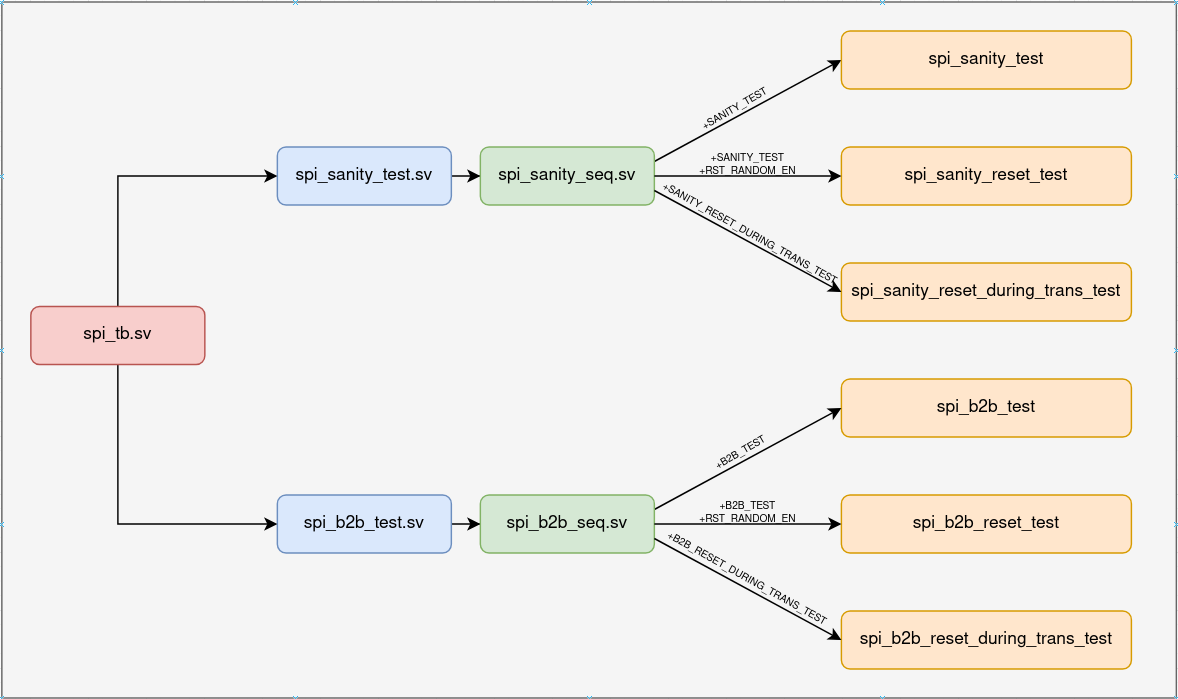 spi_sanity_test
+SANITY_TEST
+SANITY_TEST
+RST_RANDOM_EN
spi_sanity_test.sv
spi_sanity_seq.sv
spi_sanity_reset_test
+SANITY_RESET_DURING_TRANS_TEST
spi_sanity_reset_during_trans_test
spi_tb.sv
spi_b2b_test
+B2B_TEST
+B2B_TEST
+RST_RANDOM_EN
spi_b2b_test.sv
spi_b2b_seq.sv
spi_b2b_reset_test
+B2B_RESET_DURING_TRANS_TEST
spi_b2b_reset_during_trans_test